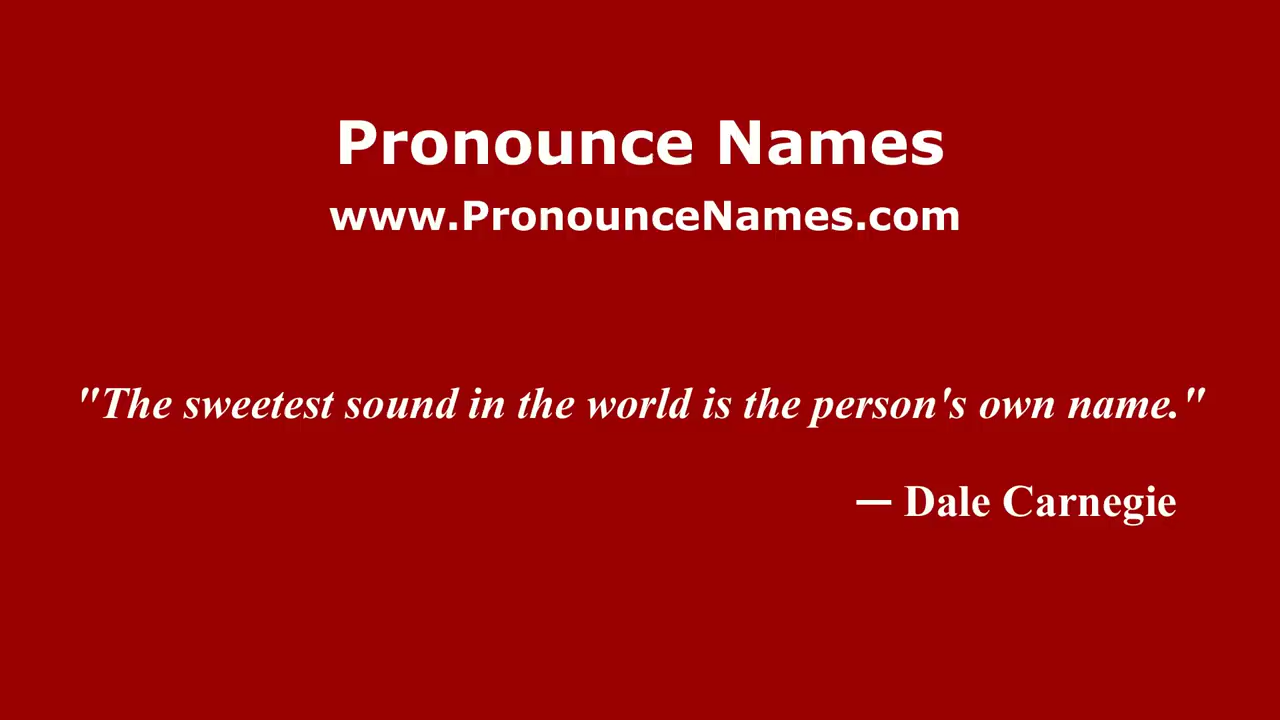 Pronounce Names
www.PronounceNames.com
"The sweetest sound in the world is the person's own name."
— Dale Carnegie